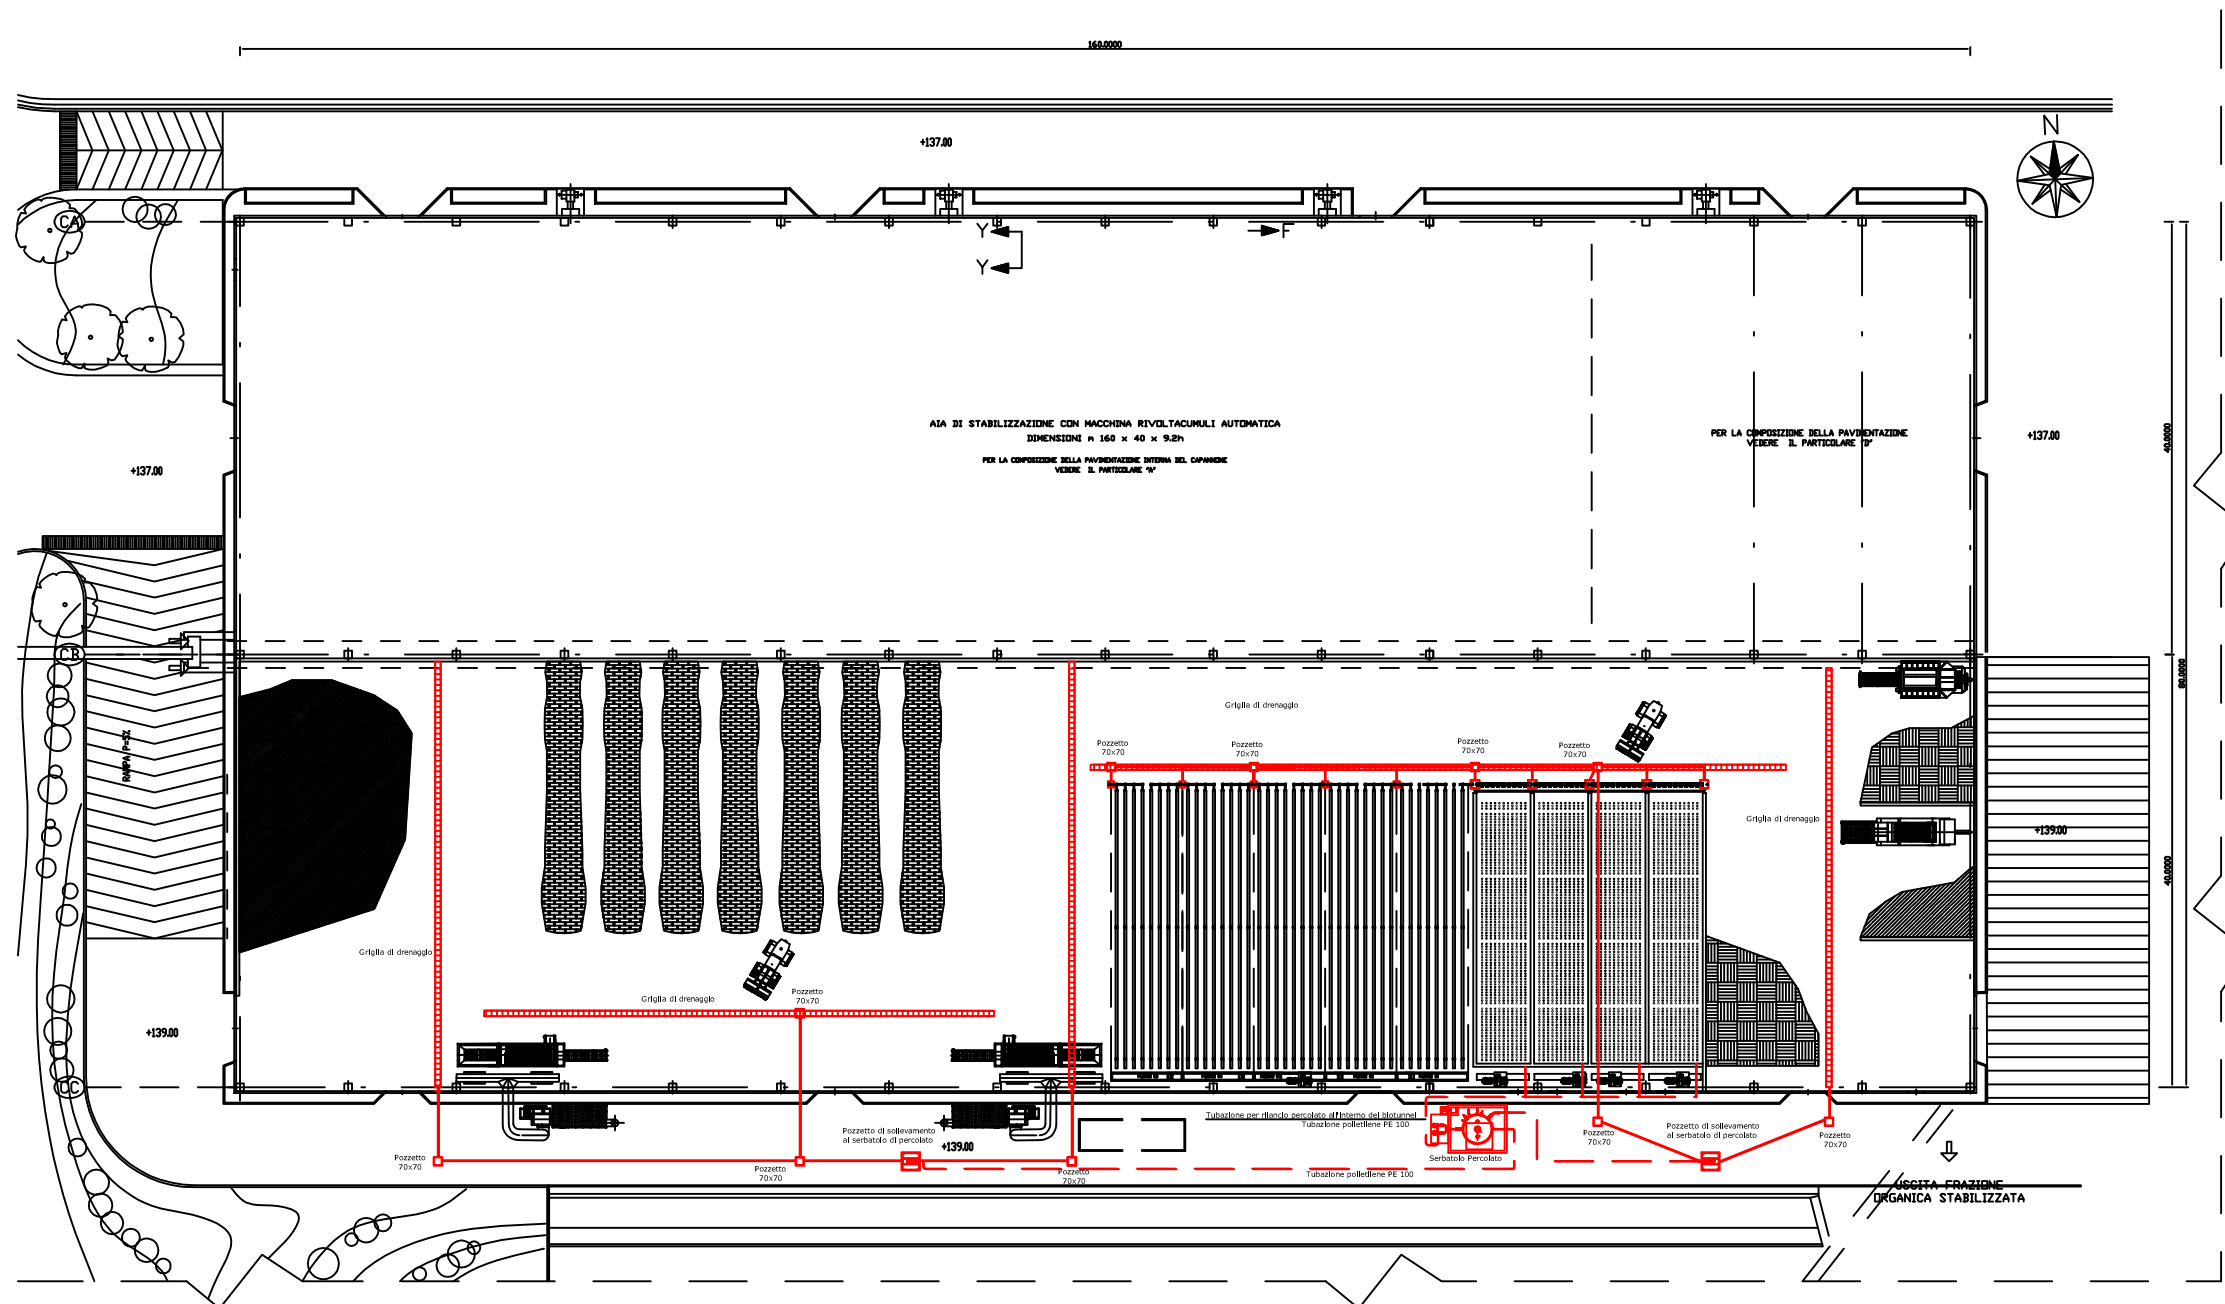 160.0000
N
+137.00
CA
Y
F
Y
AIA DI STABILIZZAZIONE CON MACCHINA RIVOLTACUMULI AUTOMATICA
DIMENSIONI m 160 x 40 x 9.2h
PER LA COMPOSIZIONE DELLA PAVIMENTAZIONE INTERNA DEL CAPANNONE
VEDERE IL PARTICOLARE "A"
PER LA COMPOSIZIONE DELLA PAVIMENTAZIONE
VEDERE IL PARTICOLARE "D"
+137.00
40.0000
+137.00
CB
80.0000
Griglia di drenaggio
RAMPA P=5%
Pozzetto
70x70
Pozzetto
70x70
Pozzetto
70x70
Pozzetto
70x70
Griglia di drenaggio
+139.00
40.0000
Griglia di drenaggio
Griglia di drenaggio
Pozzetto
70x70
+139.00
CC
Tubazione per rilancio percolato all'interno del biotunnel
Tubazione polietilene PE 100
Pozzetto di sollevamento
al serbatoio di percolato
+139.00
Serbatoio Percolato
Pozzetto
70x70
Pozzetto di sollevamento
al serbatoio di percolato
Pozzetto
70x70
Pozzetto
70x70
Pozzetto
70x70
Pozzetto
70x70
Tubazione polietilene PE 100
USCITA FRAZIONE
ORGANICA STABILIZZATA